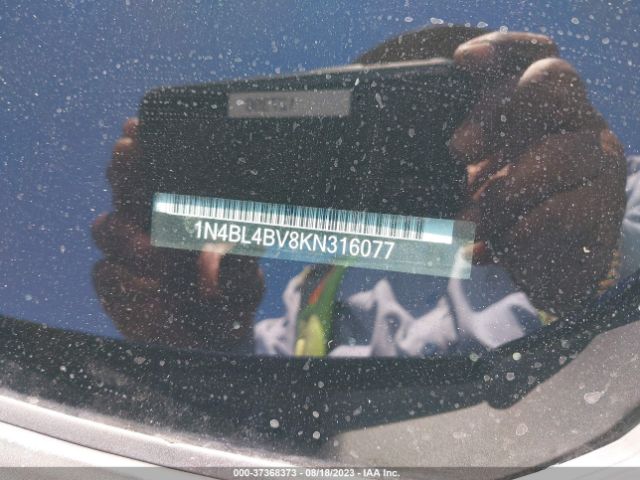 1N4BL4BV8KN316077
000-37368373 - 08/18/2023 - IAA Inc.